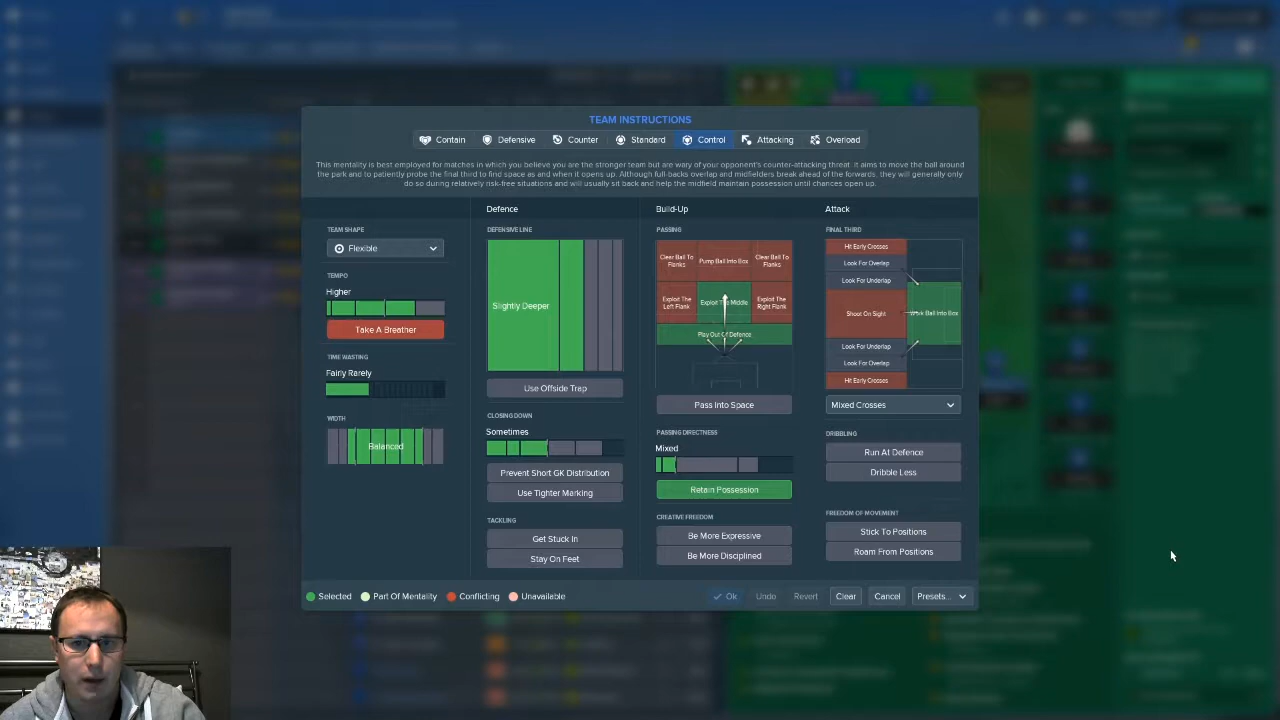 TEAM INSTRUCTIONS
Contain
Defensive
Counter
Standard
Control
Attacking
Overload
This mentality is best employed for matches in which you believe you are the stronger team but are wary of your opponent's counter-attacking threat. It aims to move the ball around
the park and to patiently probe the final third to find space as and when it opens up. Although full-backs overlap and midfielders break ahead of the forwards, they will generally only
do so during relatively risk-free situations and will usually sit back and help the midfield maintain possession until chances open up.
TEAM SHAPE
Flexible
TEMPO
Higher
Take A Breather
TIME WASTING
Fairly Rarely
WIDTH
Balanced
Defence
DEFENSIVE LINE
Slightly Deeper
Use Offside Trap
CLOSING DOWN
Sometimes
Prevent Short GK Distribution
Use Tighter Marking
TACKLING
Get Stuck In
Stay On Feet
Build-Up
PASSING
Clear Ball To
Flanks
Pump Ball Into Box
Clear Ball To
Flanks
Exploit The
Left Flank
Exploit The Middle
Exploit The
Right Flank
Play Out Of Defence
Pass Into Space
PASSING DIRECTNESS
Mixed
Retain Possession
CREATIVE FREEDOM
Be More Expressive
Be More Disciplined
Attack
FINAL THIRD
Hit Early Crosses
Look For Overlap
Look For Underlap
Shoot On Sight
Work Ball Into Box
Look For Underlap
Look For Overlap
Hit Early Crosses
Mixed Crosses
DRIBBLING
Run At Defence
Dribble Less
FREEDOM OF MOVEMENT
Stick To Positions
Roam From Positions
Selected
Part Of Mentality
Conflicting
Unavailable
Ok
Undo
Revert
Clear
Cancel
Presets...